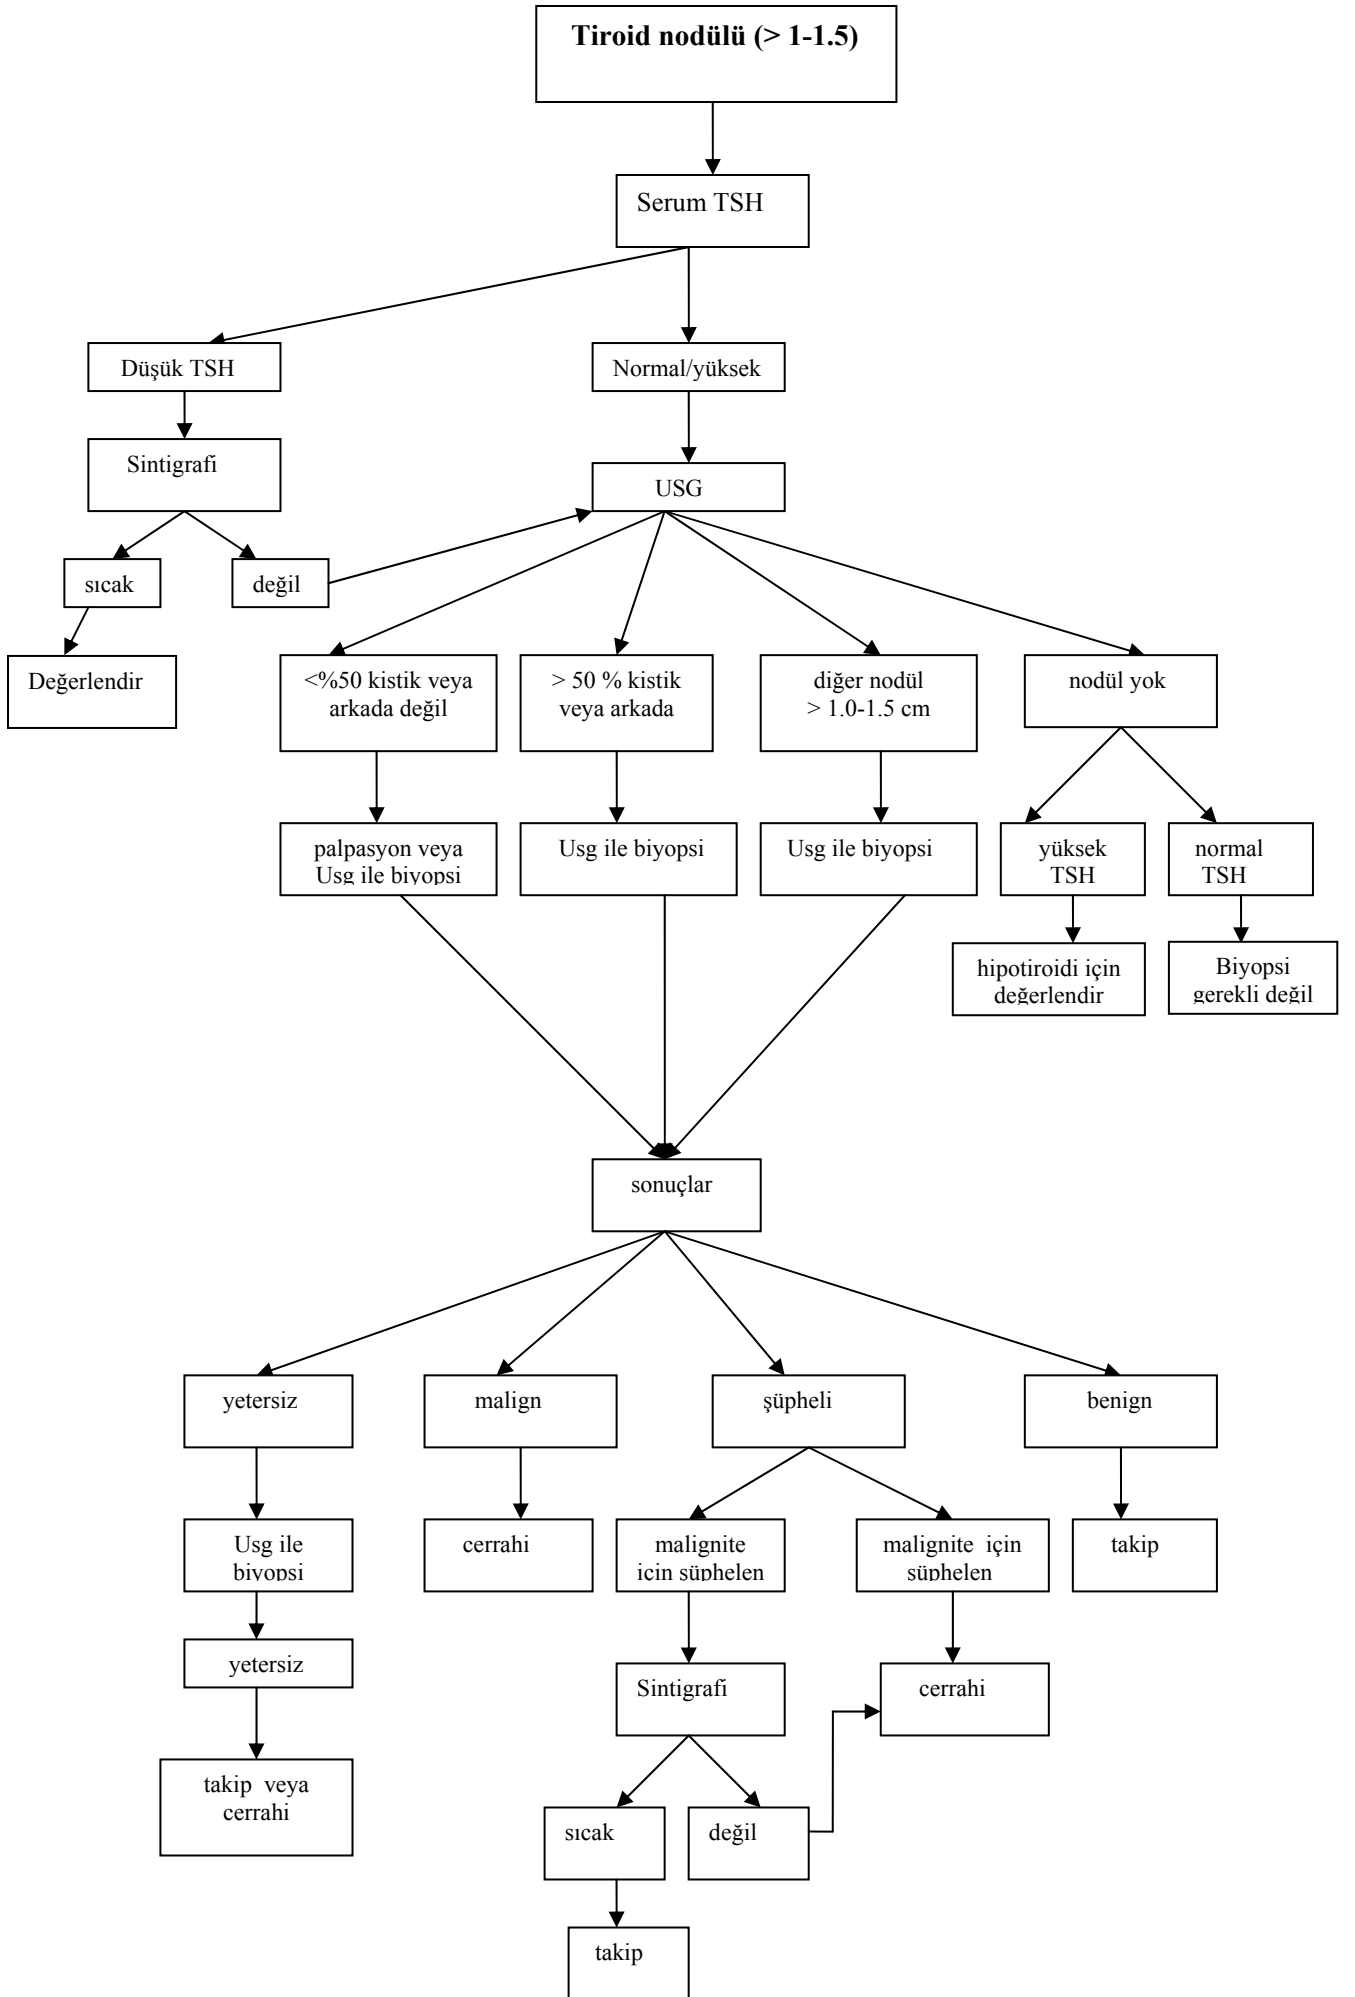 Tiroid nodülü (> 1-1.5)
Serum TSH
Düşük TSH
Normal/yüksek
Sintigrafi
USG
sıcak
değil
Değerlendir
<%50 kistik veya
arkada değil
> 50 % kistik
veya arkada
diğer nodül
> 1.0-1.5 cm
nodül yok
palpasyon veya
Usg ile biyopsi
Usg ile biyopsi
Usg ile biyopsi
yüksek
TSH
normal
TSH
hipotiroidi için
değerlendir
Biyopsi
gerekli değil
sonuçlar
yetersiz
malign
şüpheli
benign
Usg ile
biyopsi
cerrahi
malignite
için şüphelen
malignite için
şüphelen
takip
yetersiz
Sintigrafi
cerrahi
takip veya
cerrahi
sıcak
değil
takip